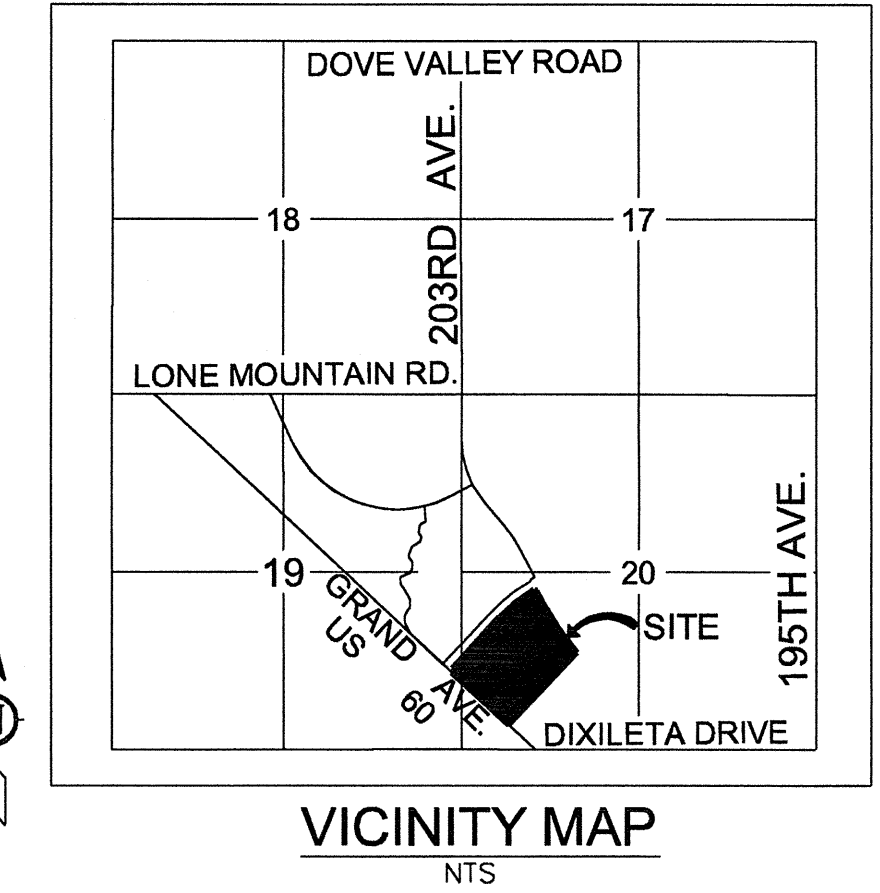 DOVE VALLEY ROAD
203RD AVE.
18
17
LONE MOUNTAIN RD.
19
20
GRAND AVE.
US 60
SITE
195TH AVE.
DIXILETA DRIVE
VICINITY MAP
NTS